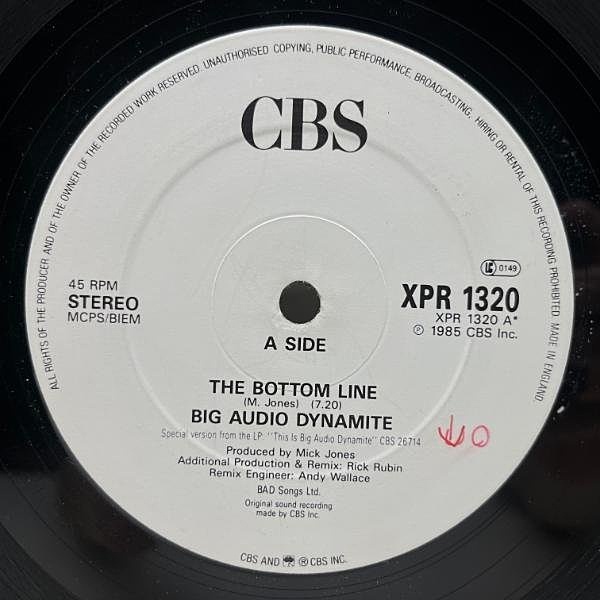 ALL RIGHTS OF THE PRODUCER AND OF THE OWNER OF THE RECORDED WORK RESERVED. UNAUTHORISED COPYING, PUBLIC PERFORMANCE, BROADCASTING, HIRING OR RENTAL OF THIS RECORDING PROHIBITED. MADE IN ENGLAND.
CBS
45 RPM
STEREO
MCPS/BIEM
LC 0149
XPR 1320
XPR 1320 A*
℗ 1985 CBS Inc.
A SIDE
THE BOTTOM LINE
(M. Jones) (7.20)
BIG AUDIO DYNAMITE
Special version from the LP: "This Is Big Audio Dynamite" CBS 26714
Produced by Mick Jones
Additional Production & Remix: Rick Rubin
Remix Engineer: Andy Wallace
BAD Songs Ltd.
Original sound recording
made by CBS Inc.
CBS AND ® CBS INC.